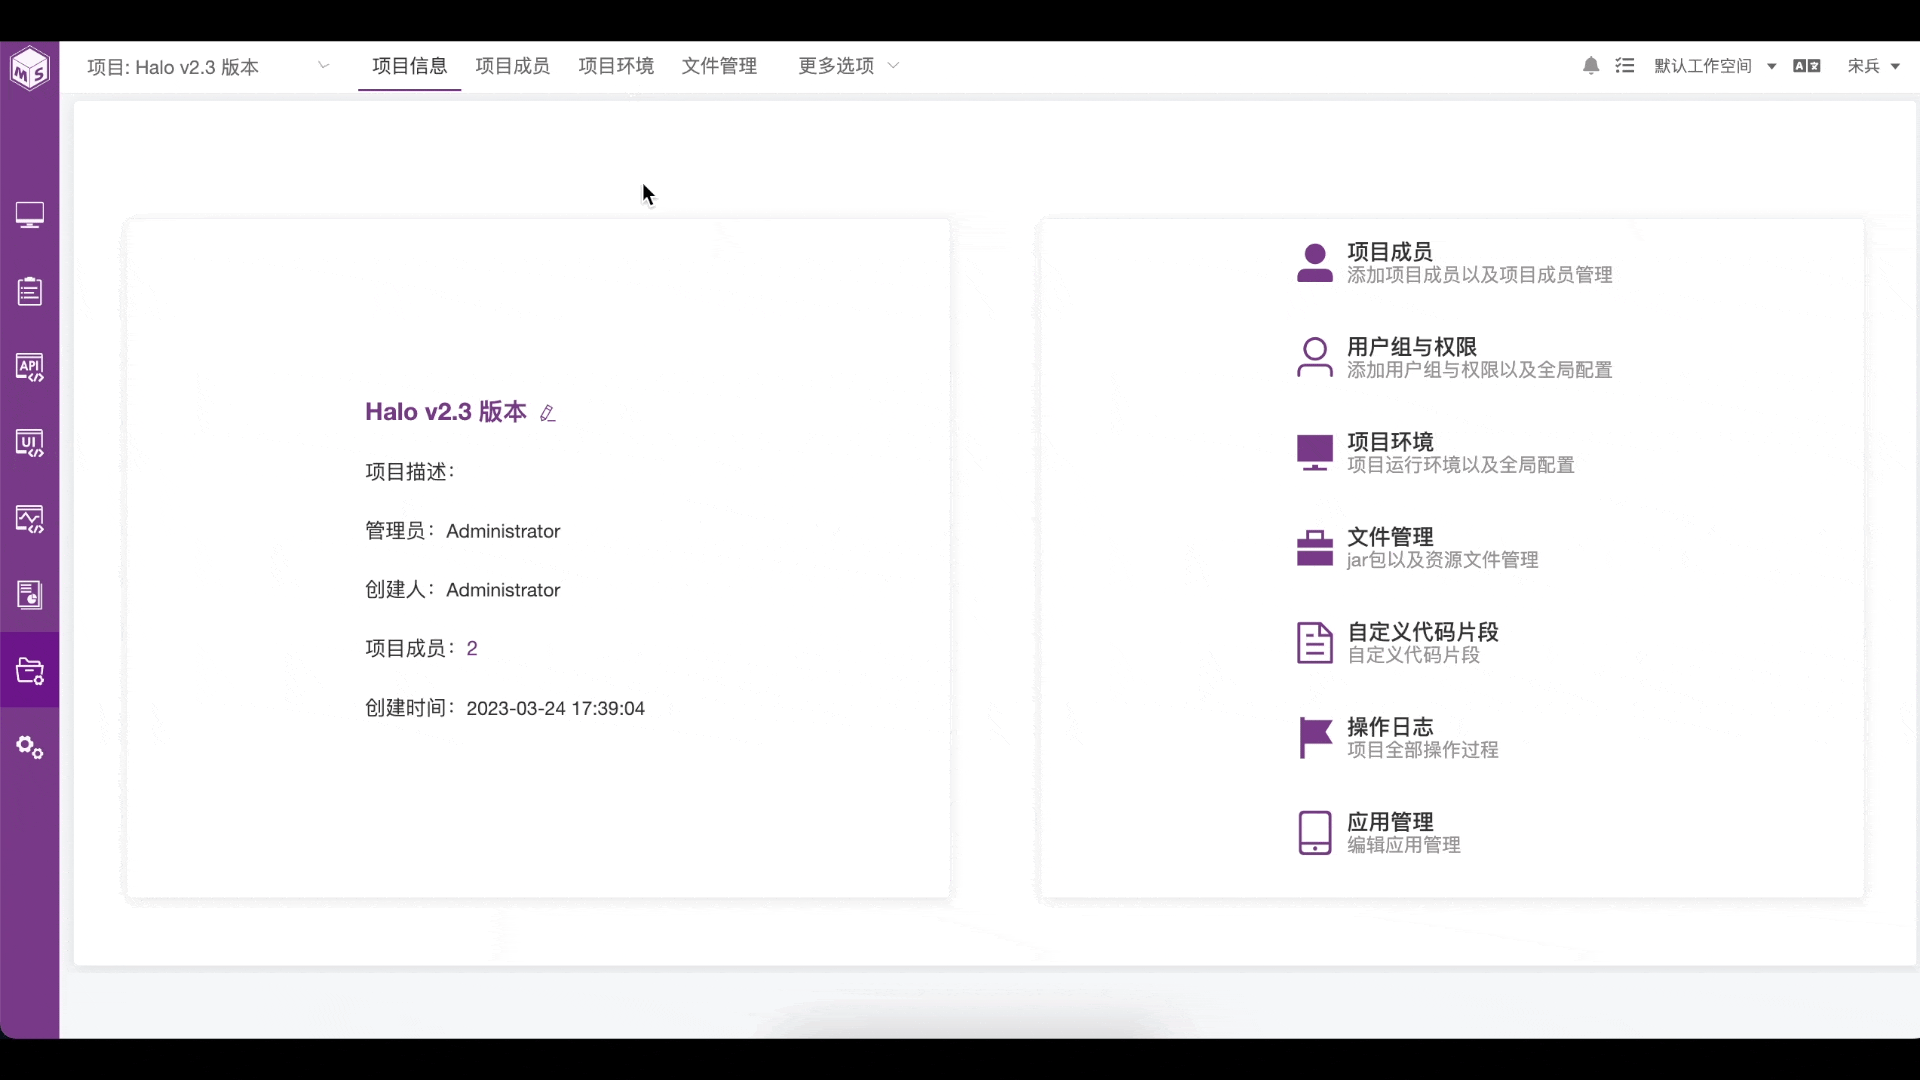 MS
项目: Halo v2.3 版本
项目信息
项目成员
项目环境
文件管理
更多选项
默认工作空间
宋兵
API
UI
Halo v2.3 版本
项目描述:
管理员: Administrator
创建人: Administrator
项目成员: 2
创建时间: 2023-03-24 17:39:04
项目成员
添加项目成员以及项目成员管理
用户组与权限
添加用户组与权限以及全局配置
项目环境
项目运行环境以及全局配置
文件管理
jar包以及资源文件管理
自定义代码片段
自定义代码片段
操作日志
项目全部操作过程
应用管理
编辑应用管理